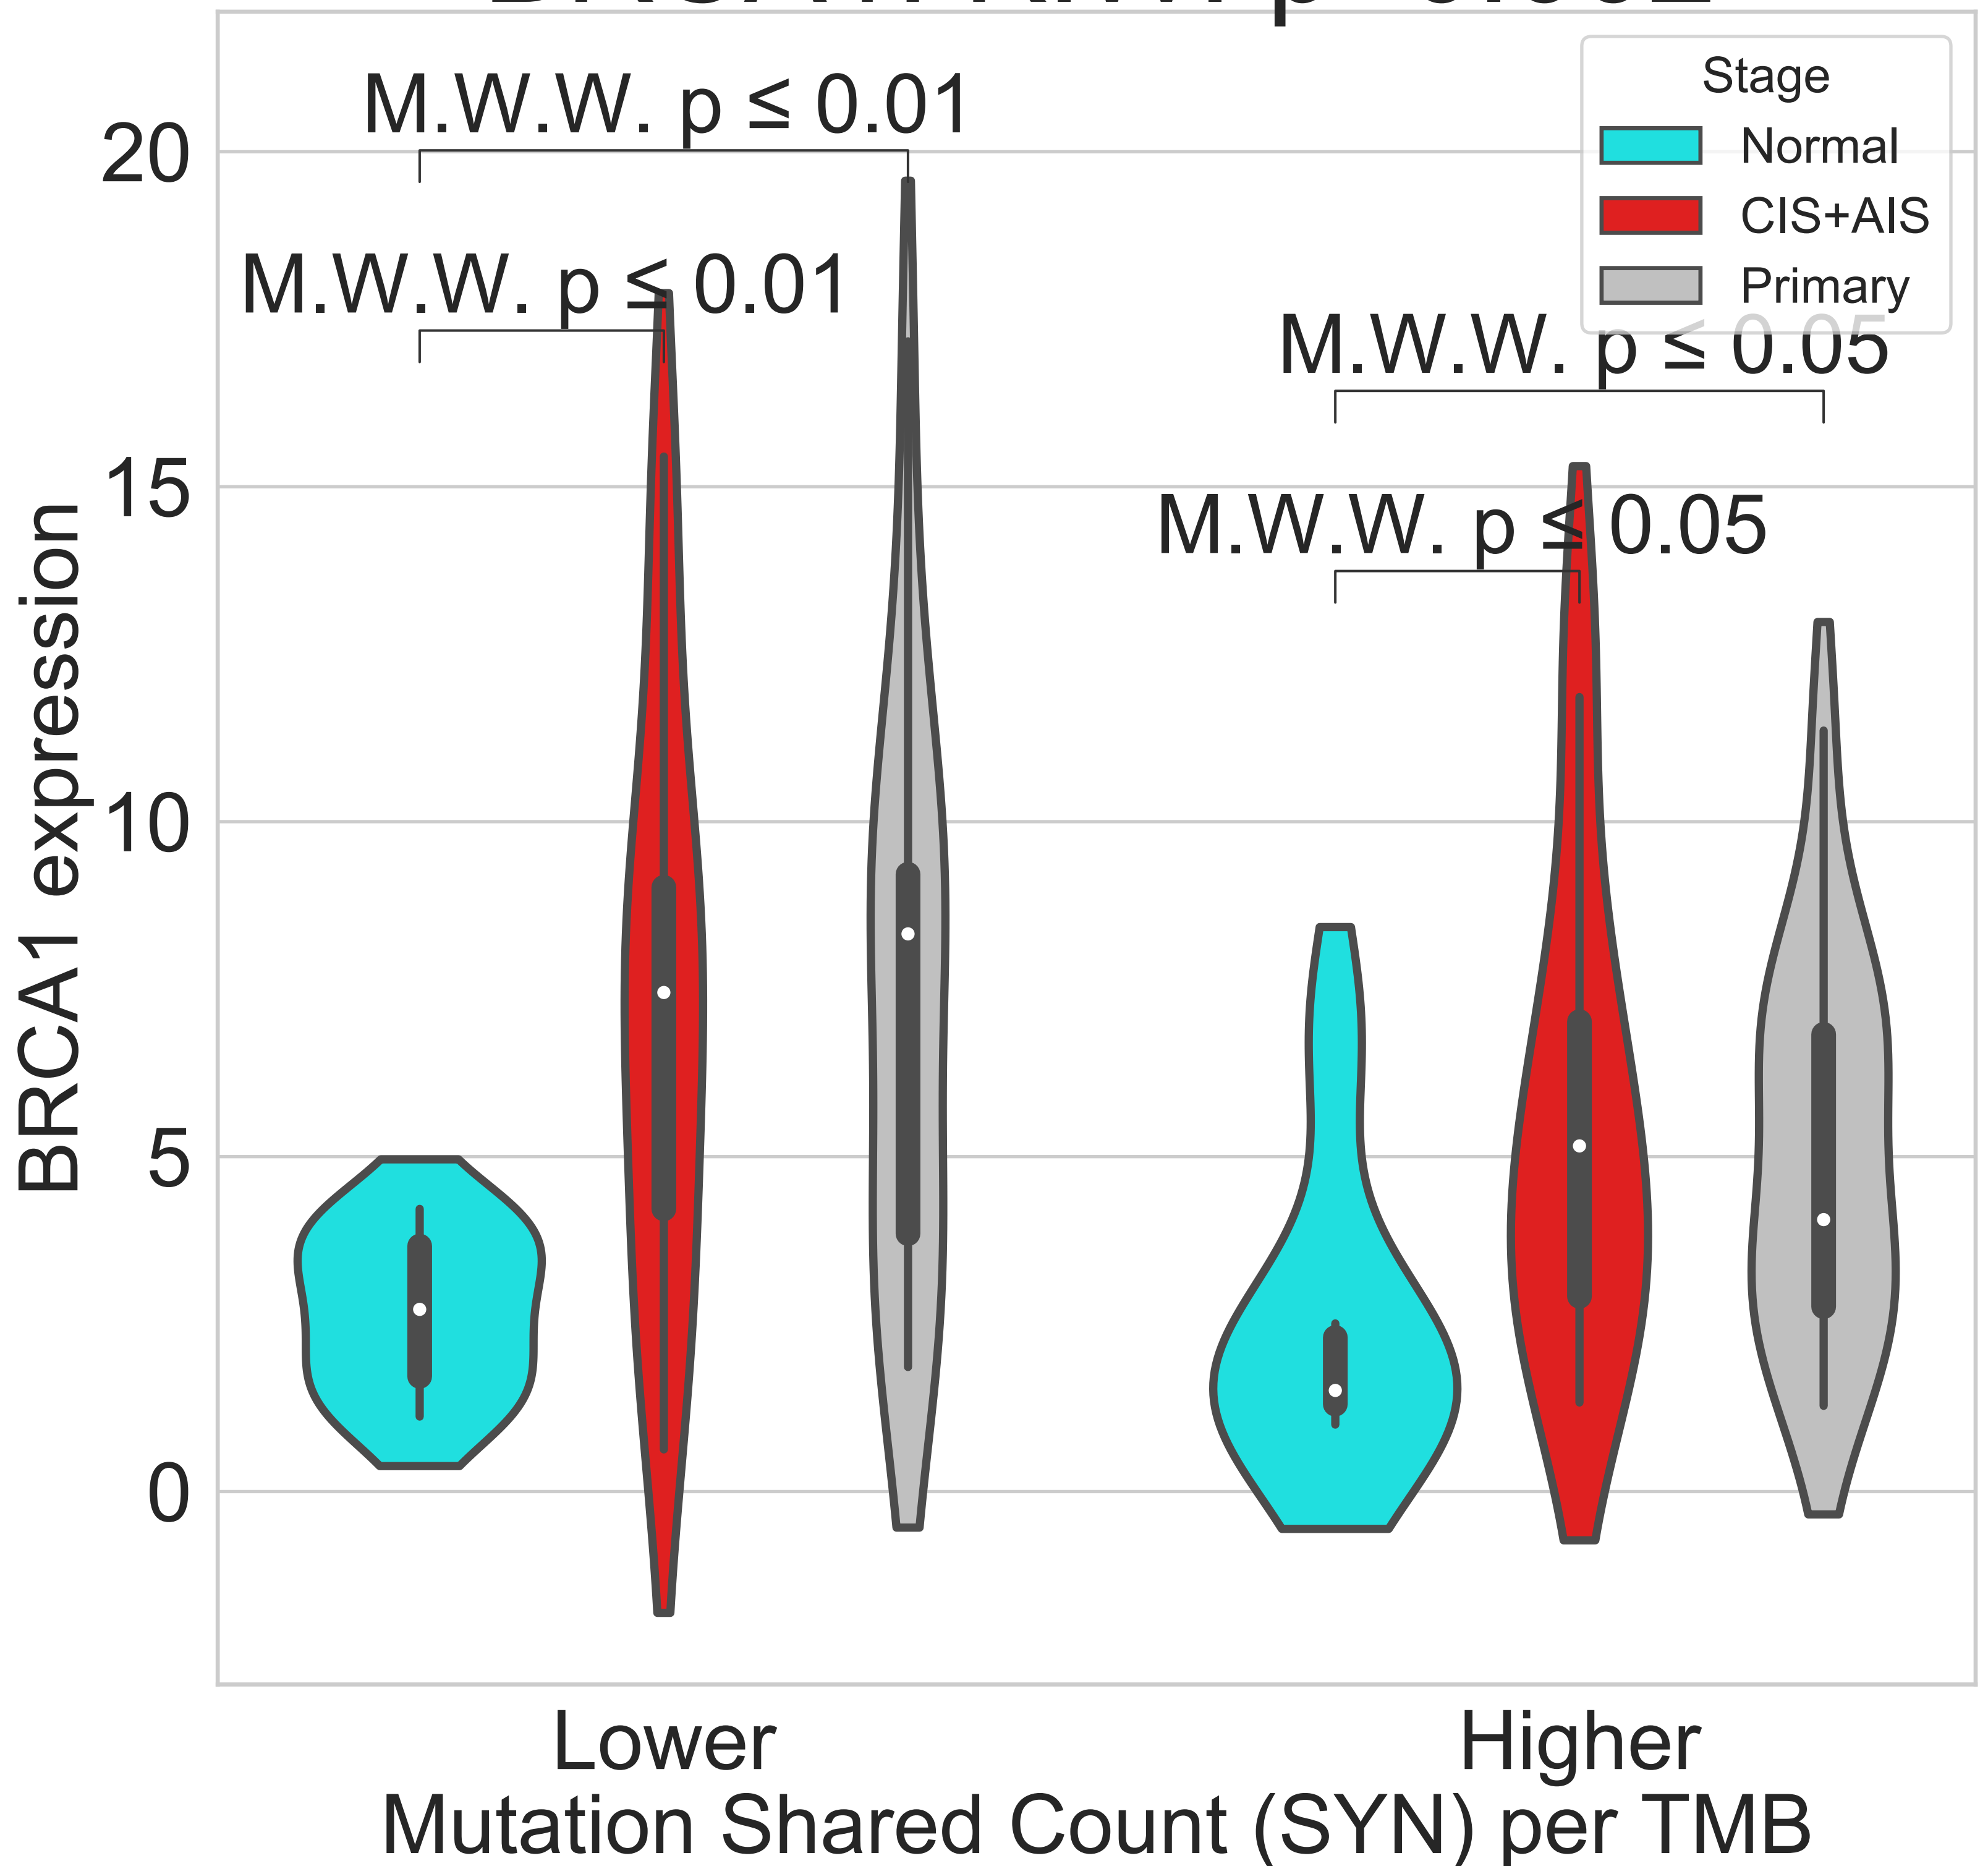 M.W.W. p ≤ 0.01
M.W.W. p ≤ 0.01
M.W.W. p ≤ 0.05
M.W.W. p ≤ 0.05
Stage
Normal
CIS+AIS
Primary
BRCA1 expression
20
15
10
5
0
Lower
Higher
Mutation Shared Count (SYN) per TMB